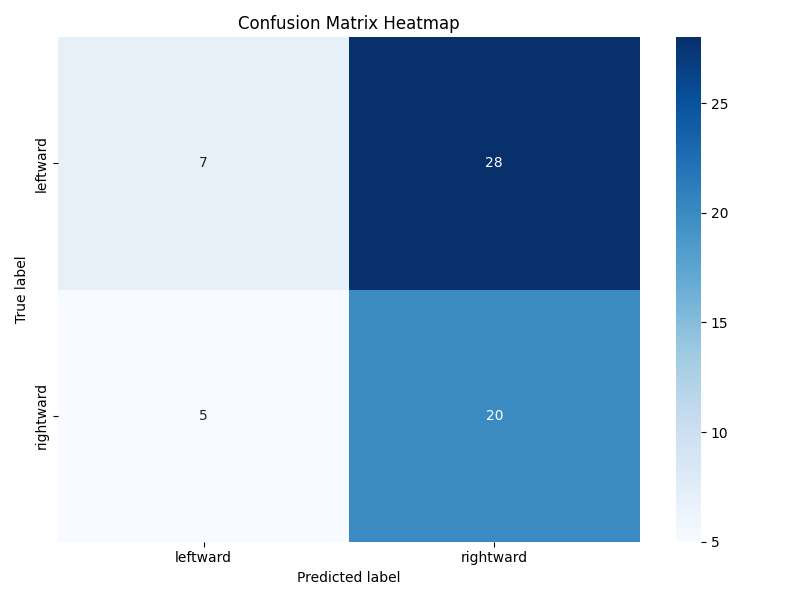 Confusion Matrix Heatmap
True label
leftward
rightward
7
28
5
20
leftward
rightward
Predicted label
25
20
15
10
5